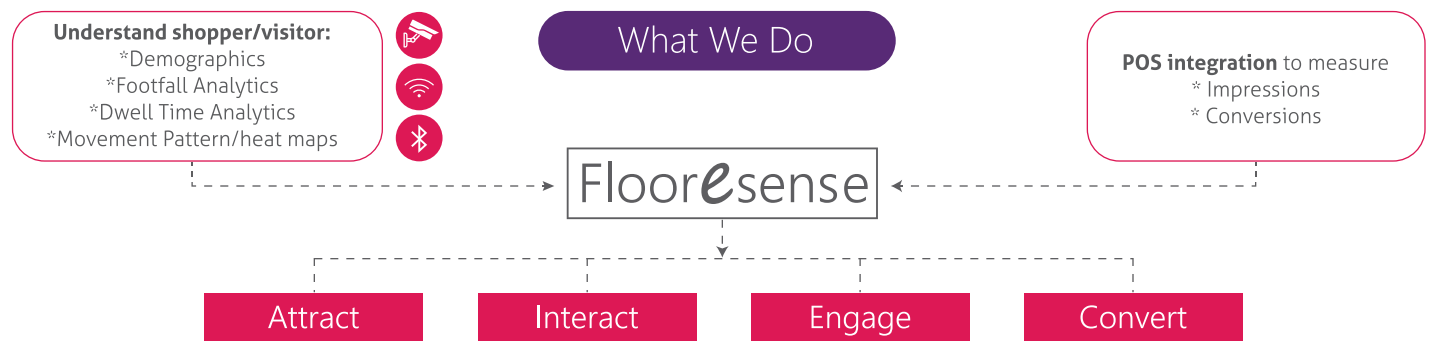 What We Do
Understand shopper/visitor:
*Demographics
*Footfall Analytics
*Dwell Time Analytics
*Movement Pattern/heat maps
POS integration to measure
* Impressions
* Conversions
Flooresense
Attract
Interact
Engage
Convert